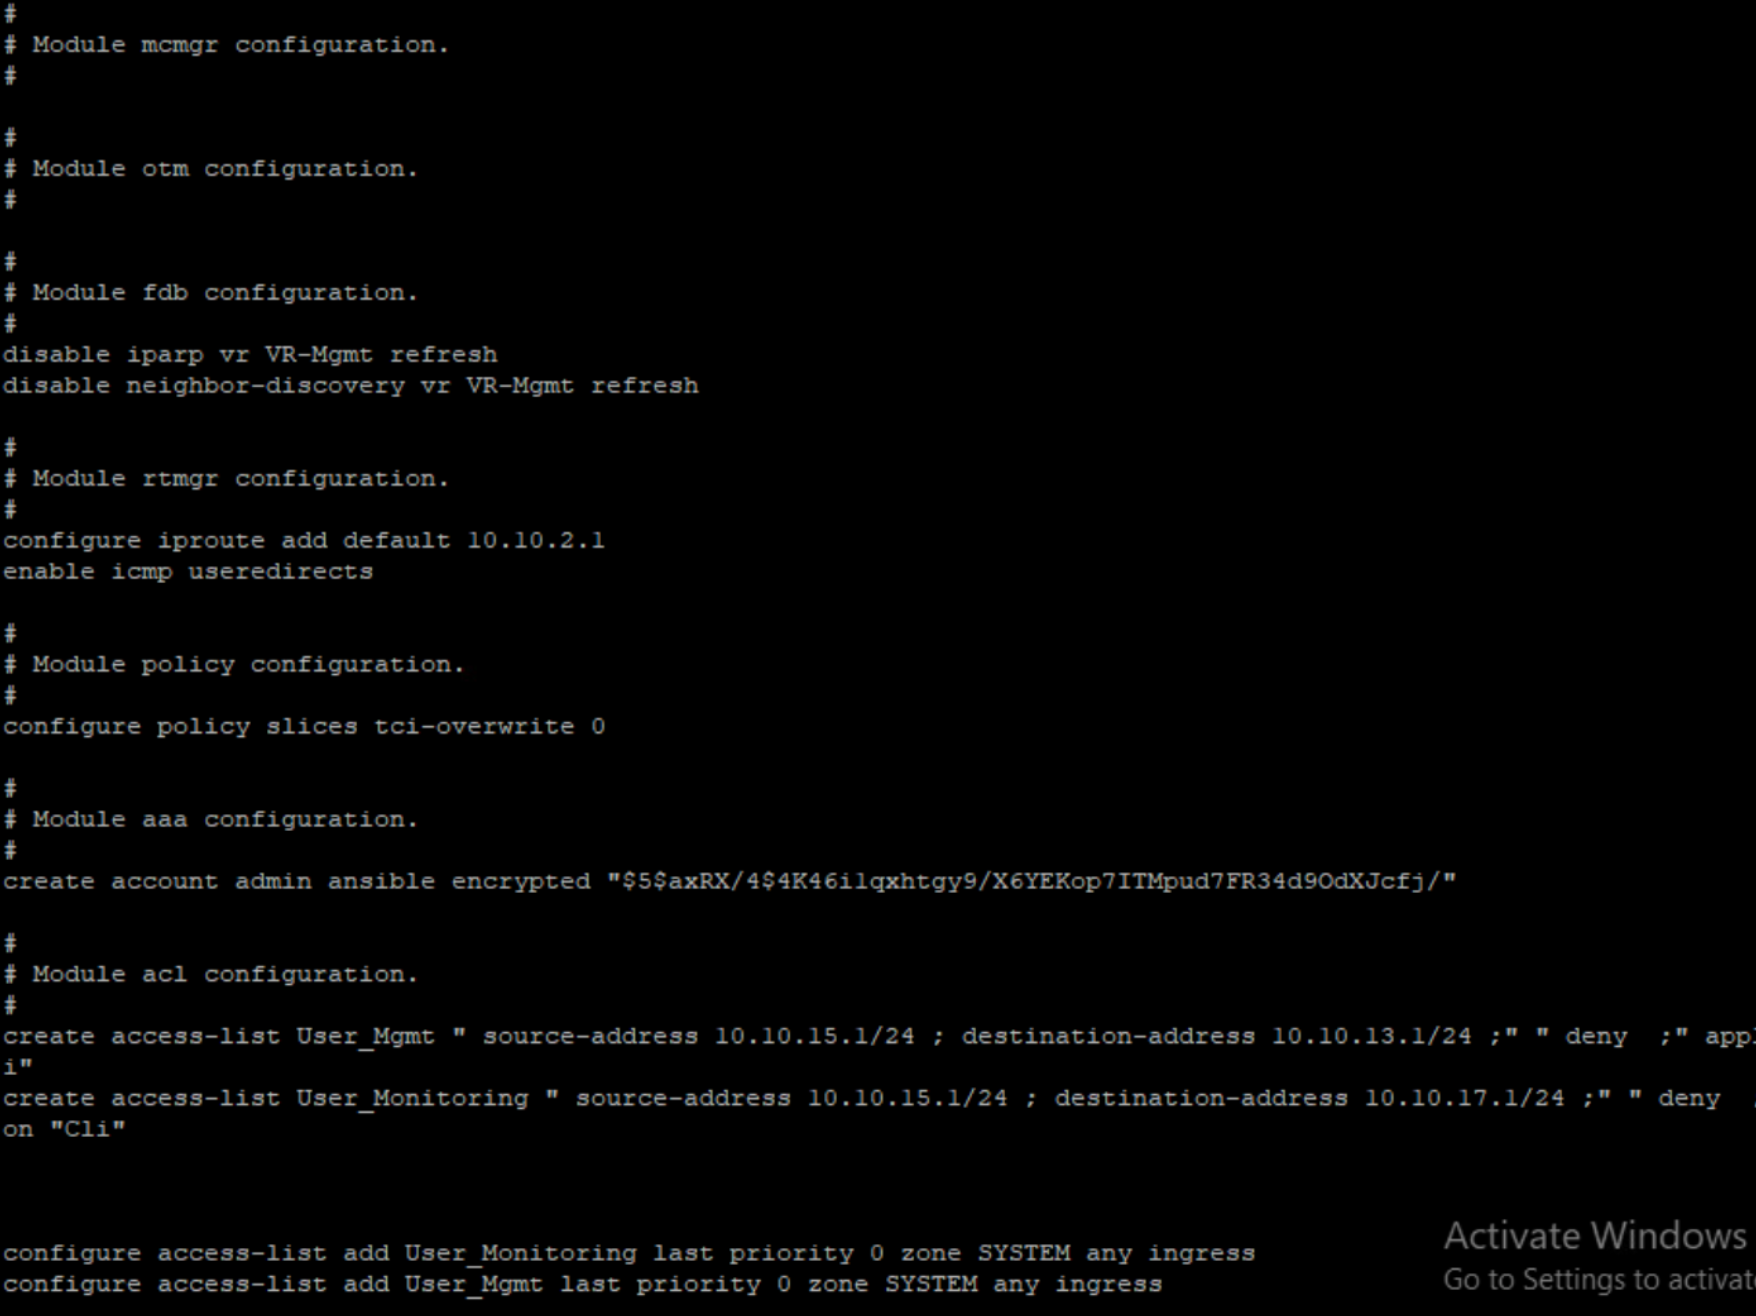 #
# Module mcmgr configuration.
#
#
# Module otm configuration.
#
#
# Module fdb configuration.
#
disable iparp vr VR-Mgmt refresh
disable neighbor-discovery vr VR-Mgmt refresh
#
# Module rtmgr configuration.
#
configure iproute add default 10.10.2.1
enable icmp useredirects
#
# Module policy configuration.
#
configure policy slices tci-overwrite 0
#
# Module aaa configuration.
#
create account admin ansible encrypted "$5$axRX/4$4K46ilqxhtgy9/X6YEKop7ITMpud7FR34d9OdXJcfj/"
#
# Module acl configuration.
#
create access-list User_Mgmt " source-address 10.10.15.1/24 ; destination-address 10.10.13.1/24 ;" " deny  ;" appl
i"
create access-list User_Monitoring " source-address 10.10.15.1/24 ; destination-address 10.10.17.1/24 ;" " deny
on "Cli"
configure access-list add User_Monitoring last priority 0 zone SYSTEM any ingress
configure access-list add User_Mgmt last priority 0 zone SYSTEM any ingress
Activate Windows
Go to Settings to activate